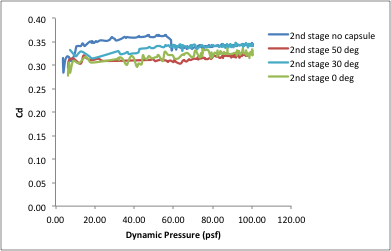 0.40
0.35
0.30
0.25
0.20
0.15
0.10
0.05
0.00
Cd
0.00 20.00 40.00 60.00 80.00 100.00 120.00
Dynamic Pressure (psf)
2nd stage no capsule
2nd stage 50 deg
2nd stage 30 deg
2nd stage 0 deg